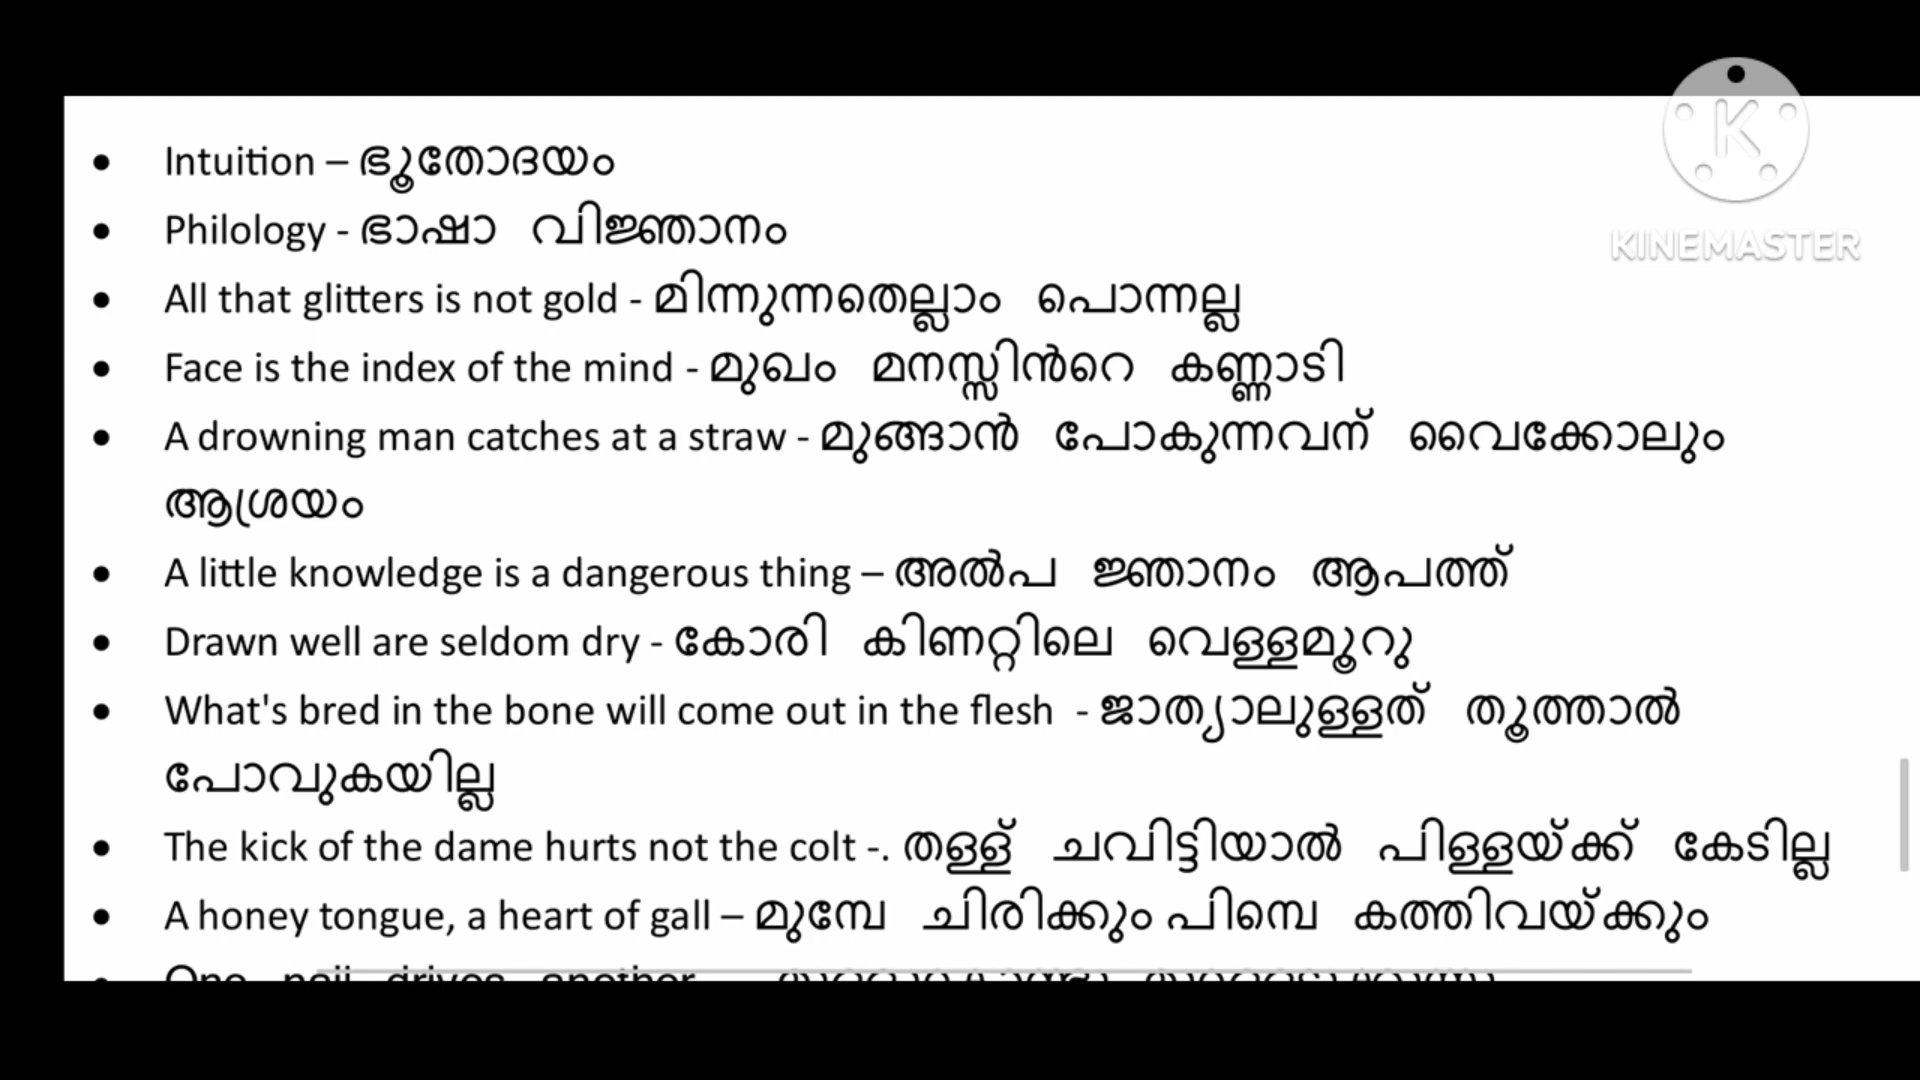 Intuition – ഭൂതോദയം
KINEMASTER
Philology - ഭാഷാ വിജ്ഞാനം
All that glitters is not gold - മിന്നുന്നതെല്ലാം പൊന്നല്ല
Face is the index of the mind - മുഖം മനസ്സിൻറെ കണ്ണാടി
A drowning man catches at a straw - മുങ്ങാൻ പോകുന്നവന് വൈക്കോലും
ആശ്രയം
A little knowledge is a dangerous thing – അൽപ ജ്ഞാനം ആപത്ത്
Drawn well are seldom dry - കോരി കിണറ്റിലെ വെള്ളമൂറു
What's bred in the bone will come out in the flesh - ജാത്യാലുള്ളത് തൂത്താൽ
പോവുകയില്ല
The kick of the dame hurts not the colt -. തള്ള് ചവിട്ടിയാൽ പിള്ളയ്ക്ക് കേടില്ല
A honey tongue, a heart of gall – മുമ്പേ ചിരിക്കും പിമ്പെ കത്തിവയ്ക്കും
One nail drives another